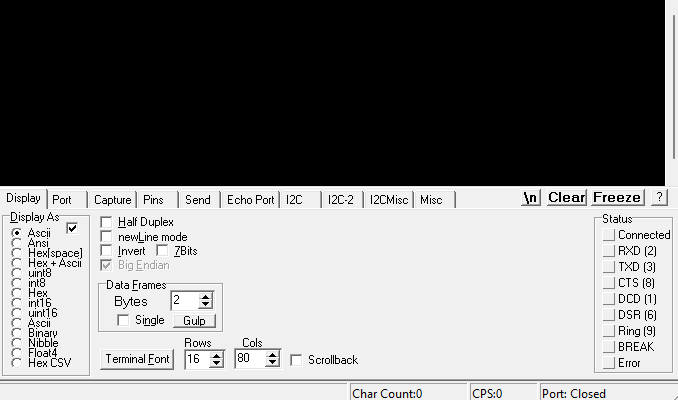 Display Port Capture Pins Send Echo Port I2C I2C-2 I2CMisc Misc \n Clear Freeze ?
Display As
Ascii
Ansi
Hex[space]
Hex + Ascii
uint8
int8
Hex
int16
uint16
Ascii
Binary
Nibble
Float4
Hex CSV
Half Duplex
newLine mode
Invert 7Bits
Big Endian
Data Frames
Bytes 2
Single Gulp
Terminal Font
Rows
16
Cols
80
Scrollback
Status
Connected
RXD (2)
TXD (3)
CTS (8)
DCD (1)
DSR (6)
Ring (9)
BREAK
Error
Char Count:0 CPS:0 Port: Closed